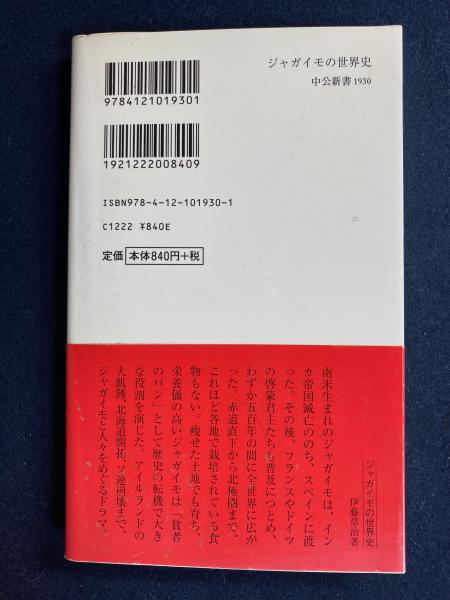 ジャガイモの世界史
中公新書 1930
9784121019301
1921222008409
ISBN978-4-12-101930-1
C1222 ¥840E
定価 本体840円+税
ジャガイモの世界史
伊藤章治著
南米生まれのジャガイモは、イン
カ帝国滅亡ののち、スペインに渡
った。その後、フランスやドイツ
の啓蒙君主たちも普及につとめ、
わずか五百年の間に全世界に広が
った。赤道直下から北極圏まで、
これほど各地で栽培されている食
物もない。痩せた土地でも育ち、
栄養価の高いジャガイモは「貧者
のパン」として歴史の転機で大き
な役割を演じた。アイルランドの
大飢饉、北海道開拓、ソ連崩壊まで、
ジャガイモと人々をめぐるドラマ。